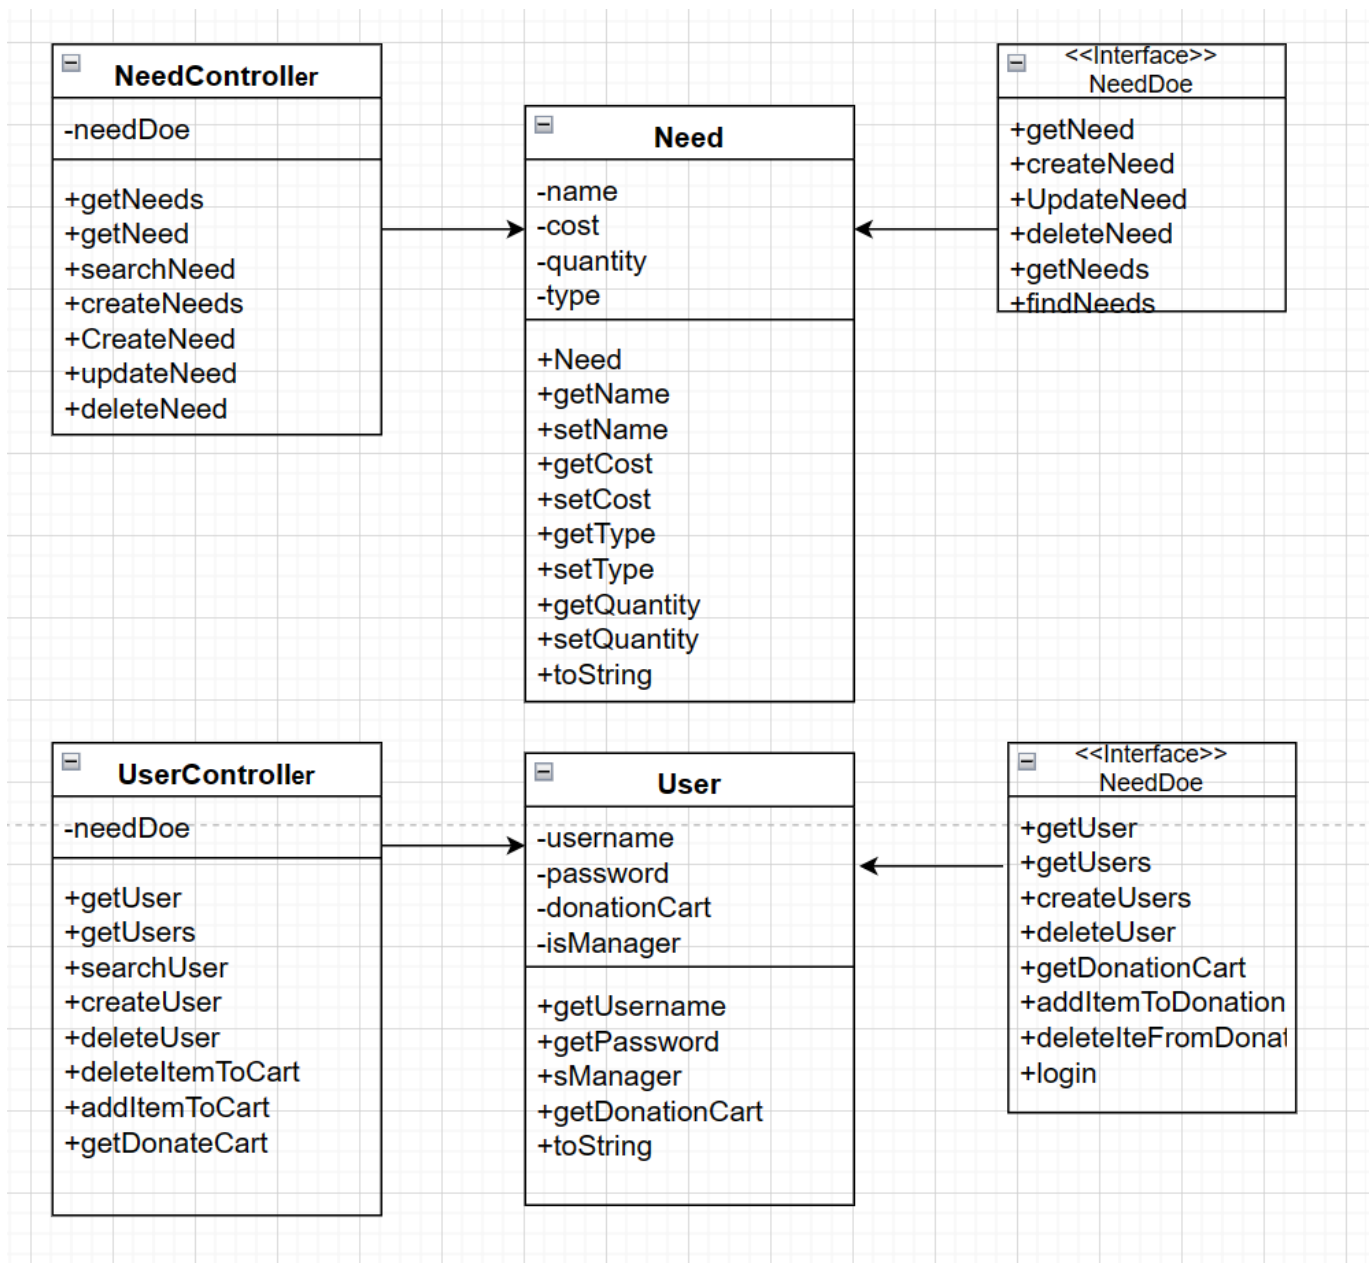 NeedController
-needDoe
+getNeeds
+getNeed
+searchNeed
+createNeeds
+CreateNeed
+updateNeed
+deleteNeed
Need
-name
-cost
-quantity
-type
+Need
+getName
+setName
+getCost
+setCost
+getType
+setType
+getQuantity
+setQuantity
+toString
<<Interface>>
NeedDoe
+getNeed
+createNeed
+UpdateNeed
+deleteNeed
+getNeeds
+findNeeds
UserController
-needDoe
+getUser
+getUsers
+searchUser
+createUser
+deleteUser
+deleteItemToCart
+addItemToCart
+getDonateCart
User
-username
-password
-donationCart
-isManager
+getUsername
+getPassword
+sManager
+getDonationCart
+toString
<<Interface>>
NeedDoe
+getUser
+getUsers
+createUsers
+deleteUser
+getDonationCart
+addItemToDonation
+deleteIteFromDonat
+login